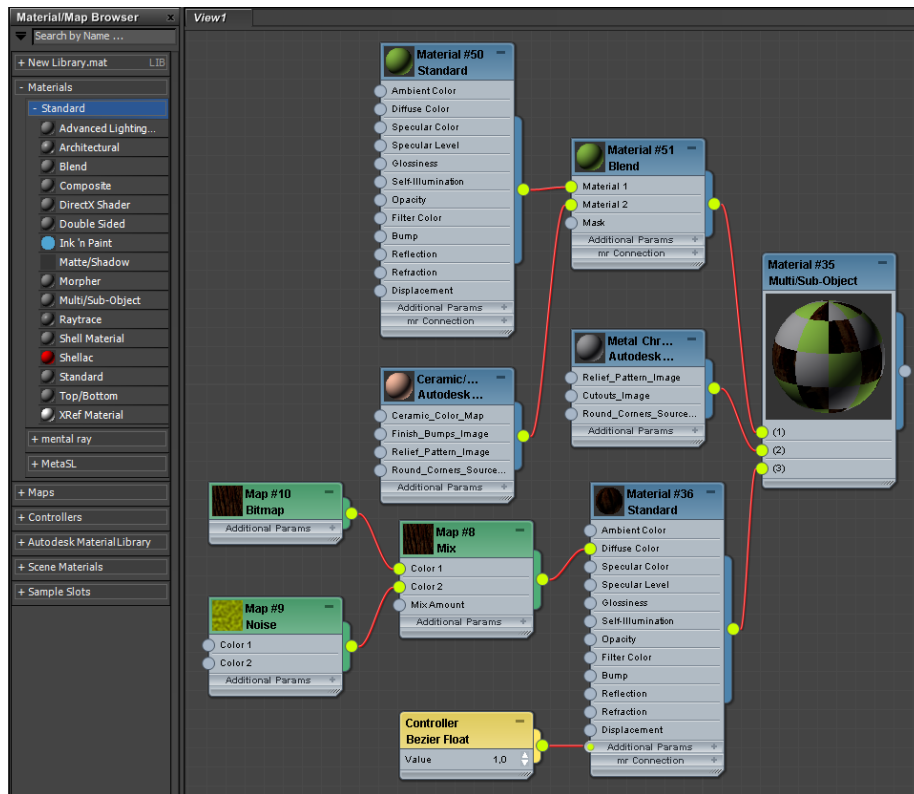 Material/Map Browser
x
Search by Name ...
+ New Library.mat LIB
- Materials
- Standard
Advanced Lighting...
Architectural
Blend
Composite
DirectX Shader
Double Sided
Ink 'n Paint
Matte/Shadow
Morpher
Multi/Sub-Object
Raytrace
Shell Material
Shellac
Standard
Top/Bottom
XRef Material
+ mental ray
+ MetaSL
+ Maps
+ Controllers
+ Autodesk Material Library
+ Scene Materials
+ Sample Slots
View1
Material #50
Standard
Ambient Color
Diffuse Color
Specular Color
Specular Level
Glossiness
Self-Illumination
Opacity
Filter Color
Bump
Reflection
Refraction
Displacement
Additional Params +
mr Connection +
Material #51
Blend
Material 1
Material 2
Mask
Additional Params +
mr Connection +
Material #35
Multi/Sub-Object
(1)
(2)
(3)
Metal Chr...
Autodesk...
Relief_Pattern_Image
Cutouts_Image
Round_Corners_Source...
Additional Params +
Ceramic/...
Autodesk...
Ceramic_Color_Map
Finish_Bumps_Image
Relief_Pattern_Image
Round_Corners_Source...
Additional Params +
Map #10
Bitmap
Additional Params +
Map #8
Mix
Color 1
Color 2
Mix Amount
Additional Params +
Map #9
Noise
Color 1
Color 2
Additional Params +
Material #36
Standard
Ambient Color
Diffuse Color
Specular Color
Specular Level
Glossiness
Self-Illumination
Opacity
Filter Color
Bump
Reflection
Refraction
Displacement
Additional Params +
mr Connection +
Controller
Bezier Float
Value 1,0